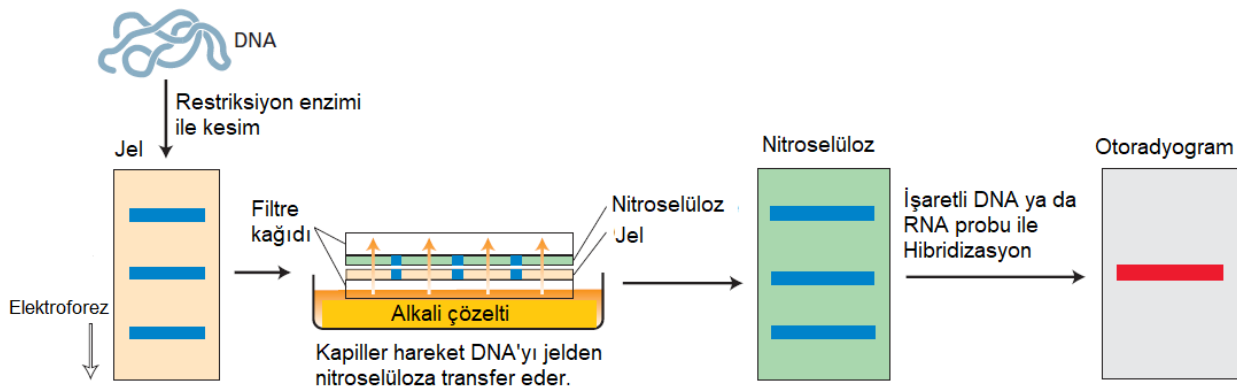 DNA
Restriksiyon enzimi
ile kesim
Jel
Elektroforez
Filtre
kağıdı
Nitroselüloz
Jel
Alkali çözelti
Kapiller hareket DNA'yı jelden
nitroselüloza transfer eder.
Nitroselüloz
İşaretli DNA ya da
RNA probu ile
Hibridizasyon
Otoradyogram